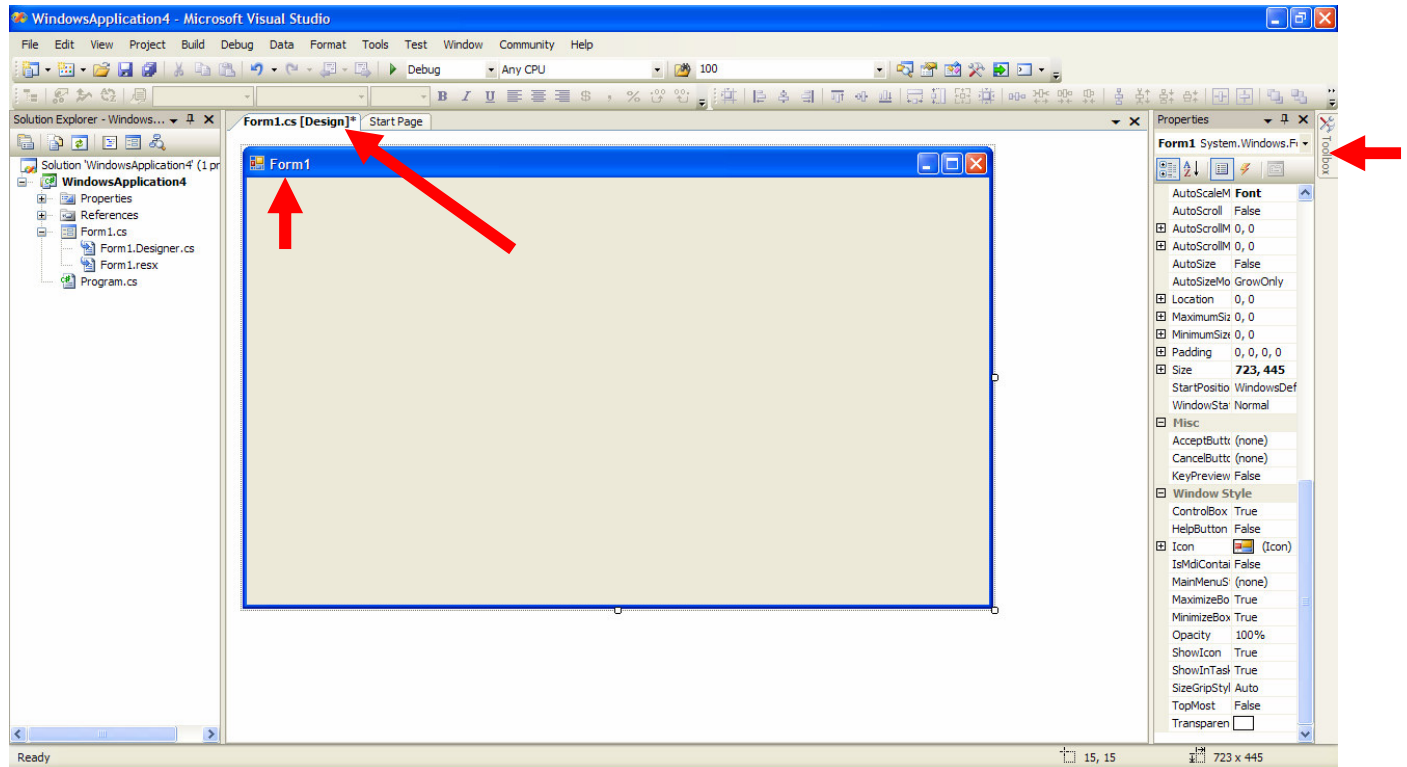 WindowsApplication4 - Microsoft Visual Studio
File Edit View Project Build Debug Data Format Tools Test Window Community Help
Debug Any CPU 100
B I U
Solution Explorer - Windows...
Solution 'WindowsApplication4' (1 pr
WindowsApplication4
Properties
References
Form1.cs
Form1.Designer.cs
Form1.resx
Program.cs
Form1.cs [Design]* Start Page
Form1
Properties
Form1 System.Windows.F
AutoScaleM Font
AutoScroll False
AutoScrollM 0, 0
AutoScrollM 0, 0
AutoSize False
AutoSizeMo GrowOnly
Location 0, 0
MaximumSiz 0, 0
MinimumSize 0, 0
Padding 0, 0, 0, 0
Size 723, 445
StartPositio WindowsDef
WindowSta Normal
Misc
AcceptButto (none)
CancelButto (none)
KeyPreview False
Window Style
ControlBox True
HelpButton False
Icon (Icon)
IsMdiContai False
MainMenuS (none)
MaximizeBo True
MinimizeBox True
Opacity 100%
ShowIcon True
ShowInTask True
SizeGripStyl Auto
TopMost False
Transparen
Toolbox
Ready 15, 15 723 x 445